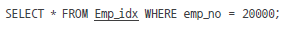 SELECT * FROM Emp_idx WHERE emp_no = 20000;